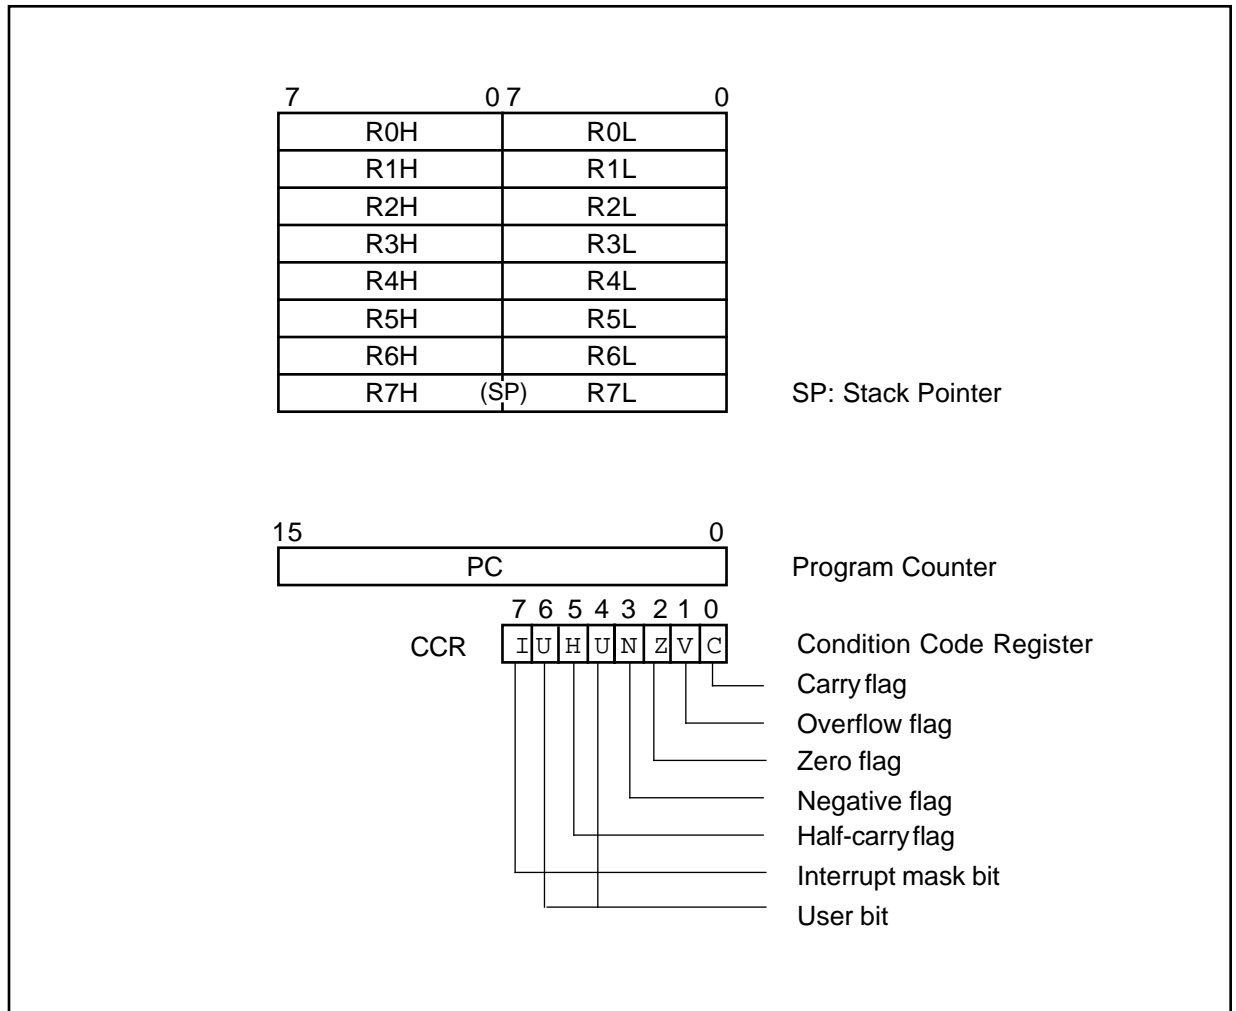 7 0 7 0
R0H R0L
R1H R1L
R2H R2L
R3H R3L
R4H R4L
R5H R5L
R6H R6L
R7H (SP) R7L SP: Stack Pointer
15 0
PC Program Counter
7 6 5 4 3 2 1 0
CCR I U H U N Z V C Condition Code Register
Carry flag
Overflow flag
Zero flag
Negative flag
Half-carry flag
Interrupt mask bit
User bit